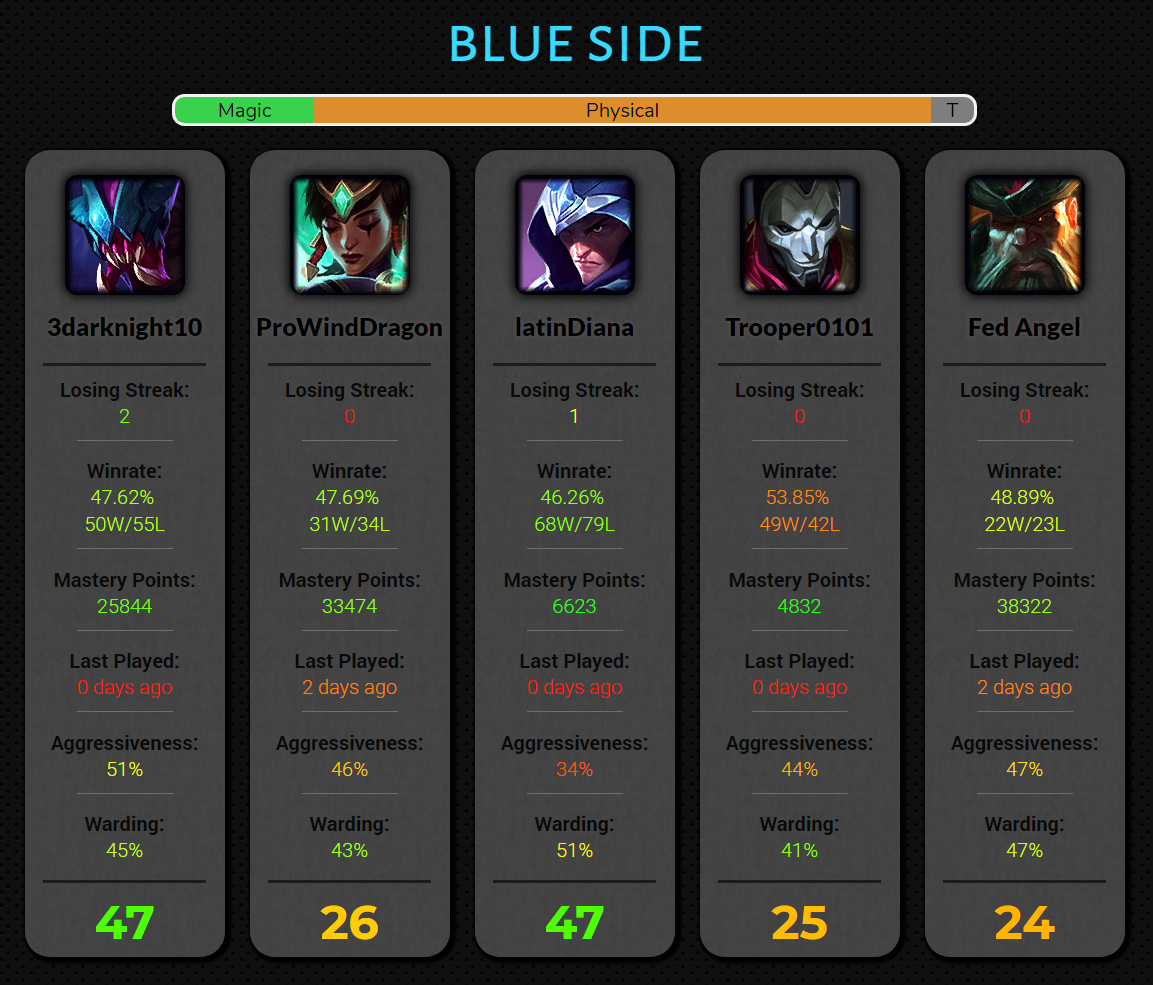 BLUE SIDE
Magic Physical T
3darknight10
Losing Streak:
2
Winrate:
47.62%
50W/55L
Mastery Points:
25844
Last Played:
0 days ago
Aggressiveness:
51%
Warding:
45%
47
ProWindDragon
Losing Streak:
0
Winrate:
47.69%
31W/34L
Mastery Points:
33474
Last Played:
2 days ago
Aggressiveness:
46%
Warding:
43%
26
latinDiana
Losing Streak:
1
Winrate:
46.26%
68W/79L
Mastery Points:
6623
Last Played:
0 days ago
Aggressiveness:
34%
Warding:
51%
47
Trooper0101
Losing Streak:
0
Winrate:
53.85%
49W/42L
Mastery Points:
4832
Last Played:
0 days ago
Aggressiveness:
44%
Warding:
41%
25
Fed Angel
Losing Streak:
0
Winrate:
48.89%
22W/23L
Mastery Points:
38322
Last Played:
2 days ago
Aggressiveness:
47%
Warding:
47%
24